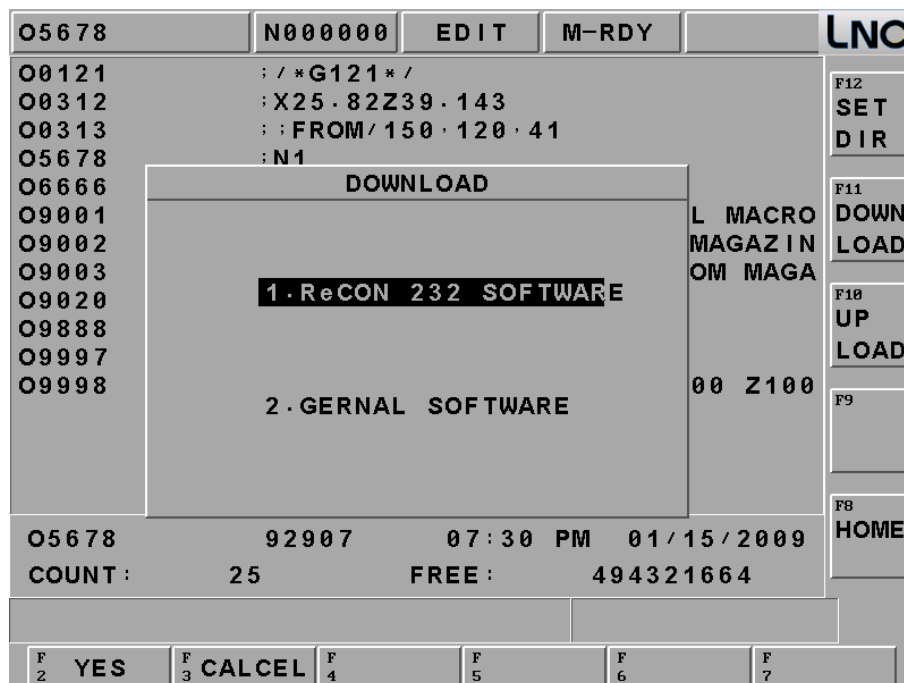 O5678 N000000 EDIT M-RDY LNC
O0121 ;/*G121*/
O0312 ;X25.82Z39.143
O0313 ;;FROM/150,120,41
O5678 ;N1
O6666
O9001 L MACRO
O9002 MAGAZIN
O9003 OM MAGA
O9020
O9888
O9997
O9998 00 Z100
DOWNLOAD
1.ReCON 232 SOFTWARE
2.GERNAL SOFTWARE
F12 SET DIR
F11 DOWN LOAD
F10 UP LOAD
F9
F8 HOME
O5678 92907 07:30 PM 01/15/2009
COUNT: 25 FREE: 494321664
F2 YES F3 CALCEL F4 F5 F6 F7